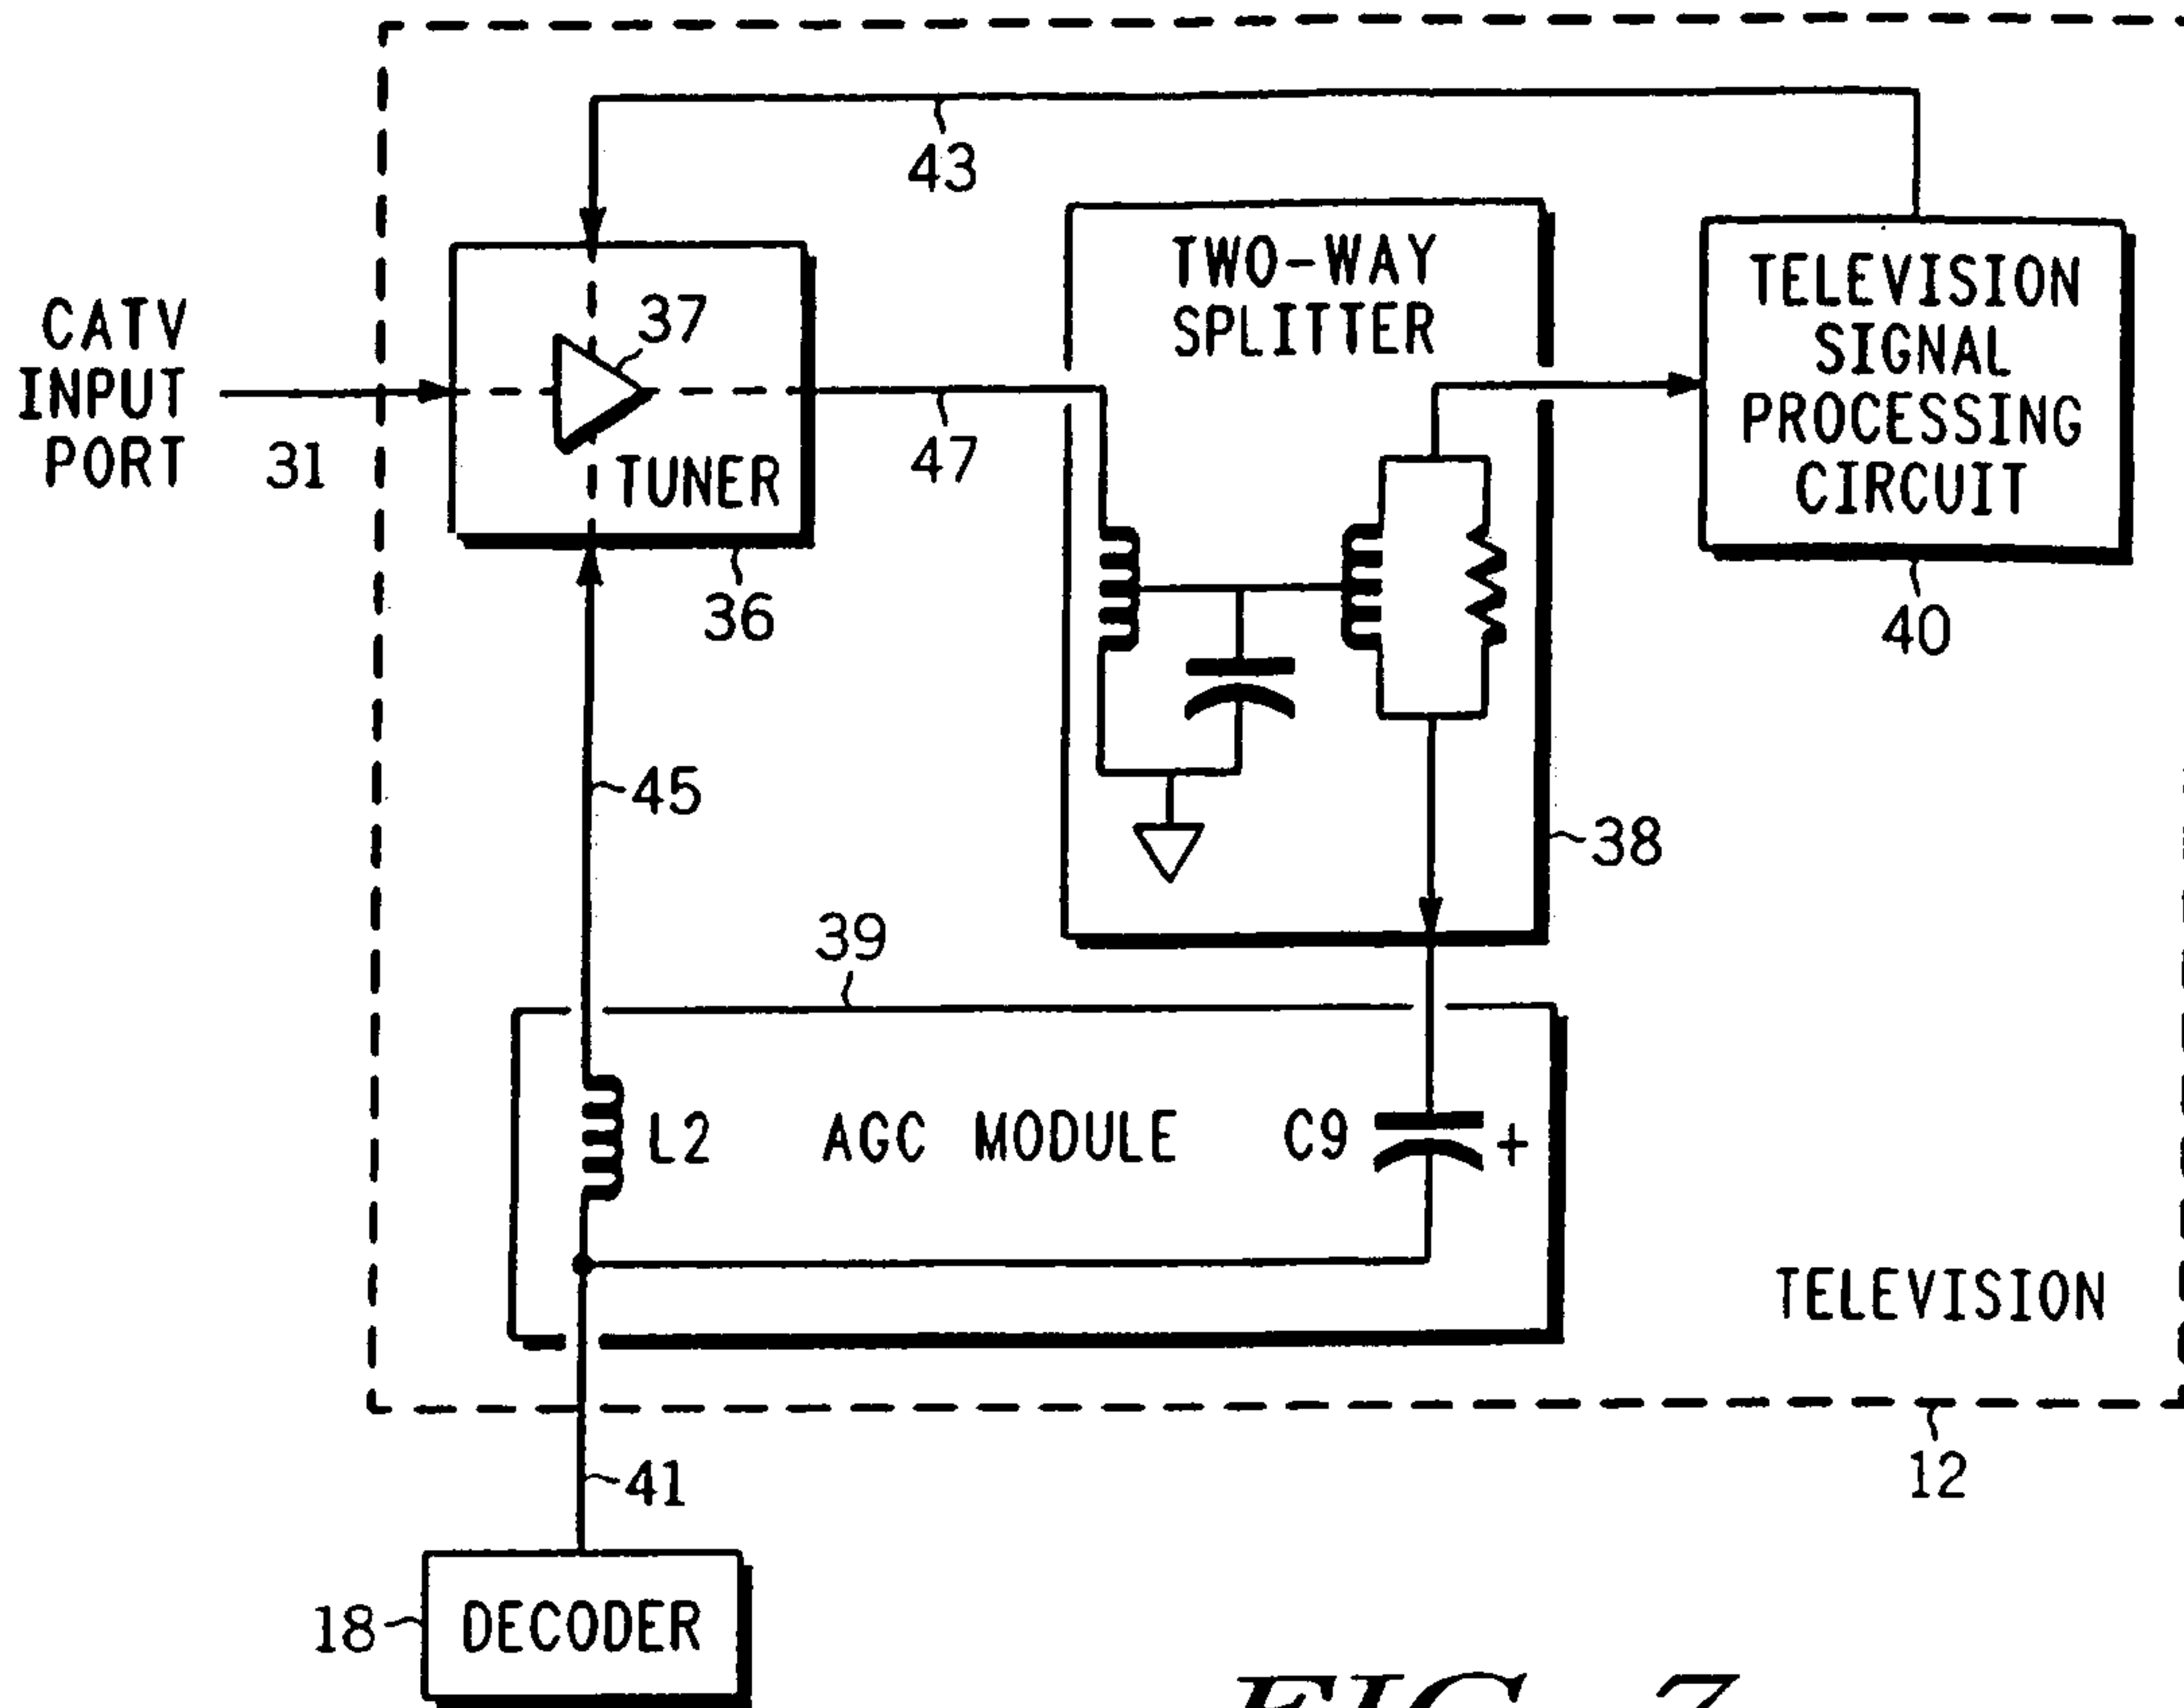 43
TWO-WAY
SPLITTER
TELEVISION
SIGNAL
PROCESSING
CIRCUIT
40
CATV
INPUT
PORT
31
37
TUNER
36
47
45
38
39
L2
AGC MODULE
C9
+
TELEVISION
12
41
18
DECODER